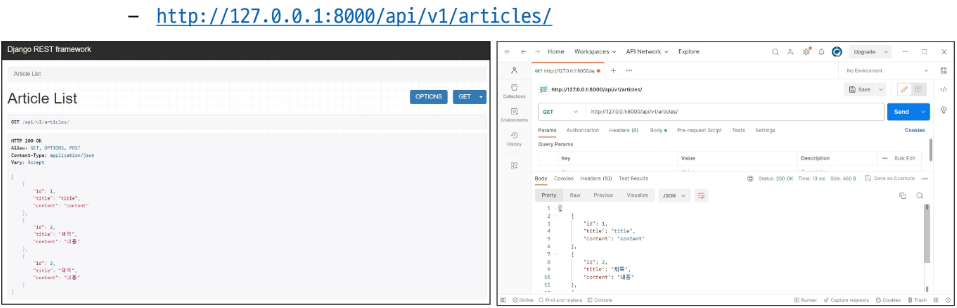 – http://127.0.0.1:8000/api/v1/articles/
Django REST framework
Article List
Article List
OPTIONS
GET
GET /api/v1/articles/
HTTP 200 OK
Allow: GET, OPTIONS, POST
Content-Type: application/json
Vary: Accept
[
{
"id": 1,
"title": "title",
"content": "content"
},
{
"id": 2,
"title": "제목",
"content": "내용"
},
{
"id": 3,
"title": "제목",
"content": "내용"
}
]
Home Workspaces API Network Explore
Upgrade
GET http://127.0.0.1:8000/ap
No Environment
http://127.0.0.1:8000/api/v1/articles/
Save
Collections
GET http://127.0.0.1:8000/api/v1/articles/ Send
Environments
Params Authorization Headers (6) Body Pre-request Script Tests Settings Cookies
History
Query Params
Key Value Description Bulk Edit
Body Cookies Headers (10) Test Results
Status: 200 OK Time: 13 ms Size: 490 B Save as Example
Pretty Raw Preview Visualize JSON
1 [
2 {
3 "id": 1,
4 "title": "title",
5 "content": "content"
6 },
7 {
8 "id": 2,
9 "title": "제목",
10 "content": "내용"
11 },
Online Find and replace Console
Runner Capture requests Cookies Trash